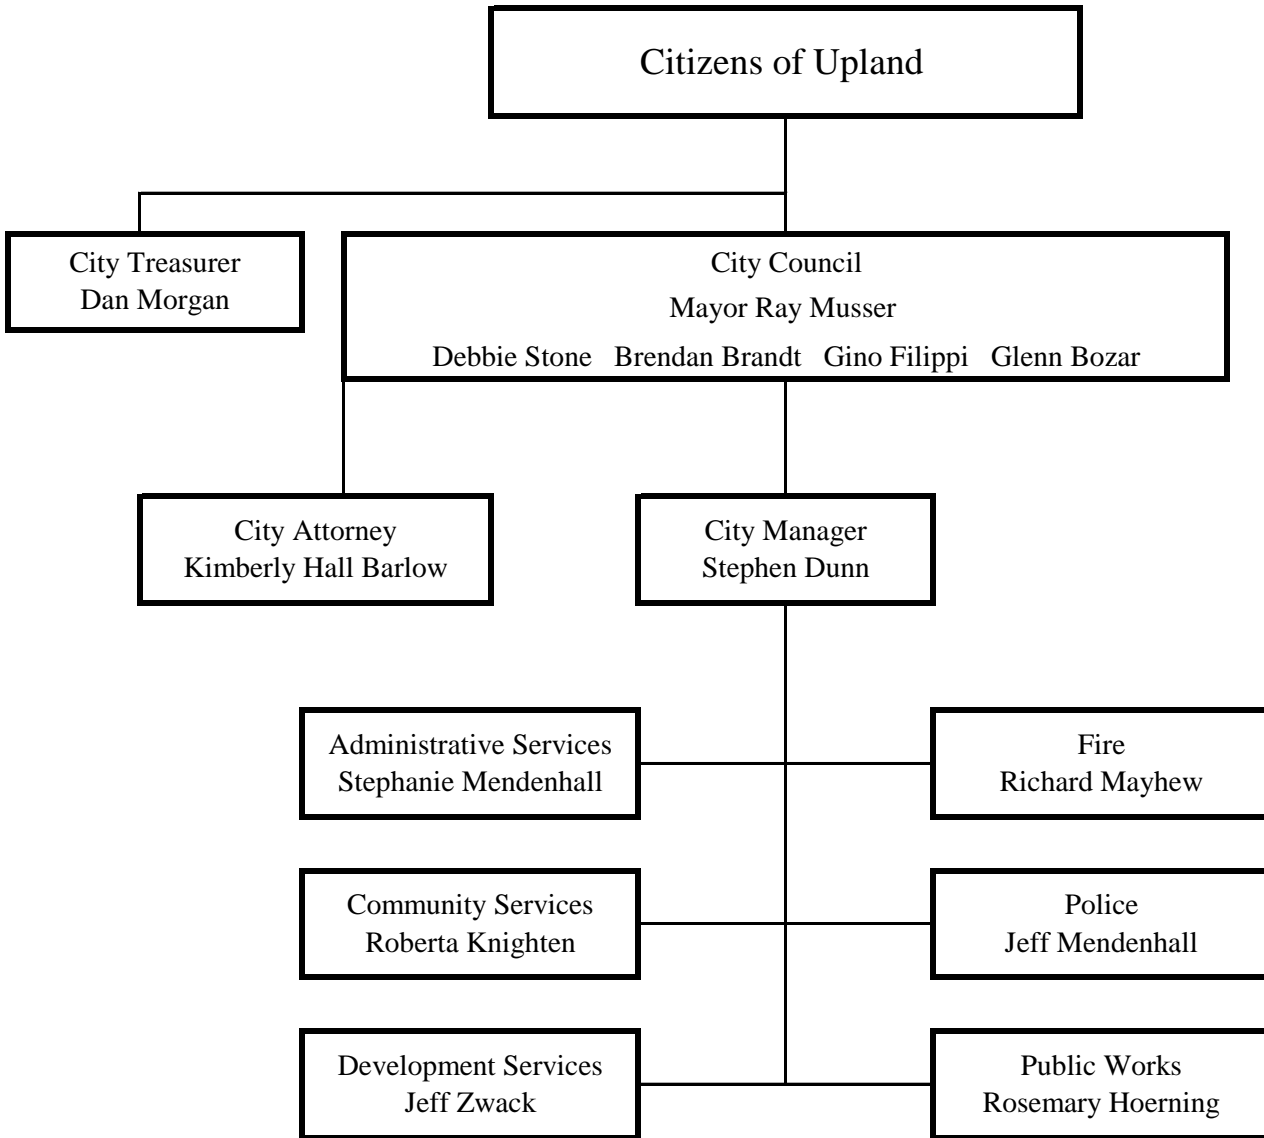 Citizens of Upland
City Treasurer
Dan Morgan
City Council
Mayor Ray Musser
Debbie Stone Brendan Brandt Gino Filippi Glenn Bozar
City Attorney
Kimberly Hall Barlow
City Manager
Stephen Dunn
Administrative Services
Stephanie Mendenhall
Fire
Richard Mayhew
Community Services
Roberta Knighten
Police
Jeff Mendenhall
Development Services
Jeff Zwack
Public Works
Rosemary Hoerning